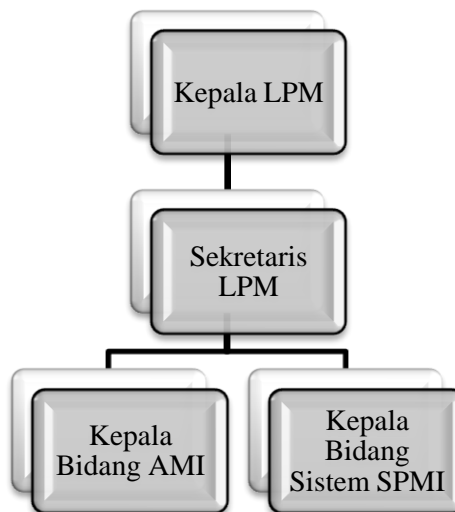 Kepala LPM
Sekretaris
LPM
Kepala
Bidang AMI
Kepala
Bidang
Sistem SPMI